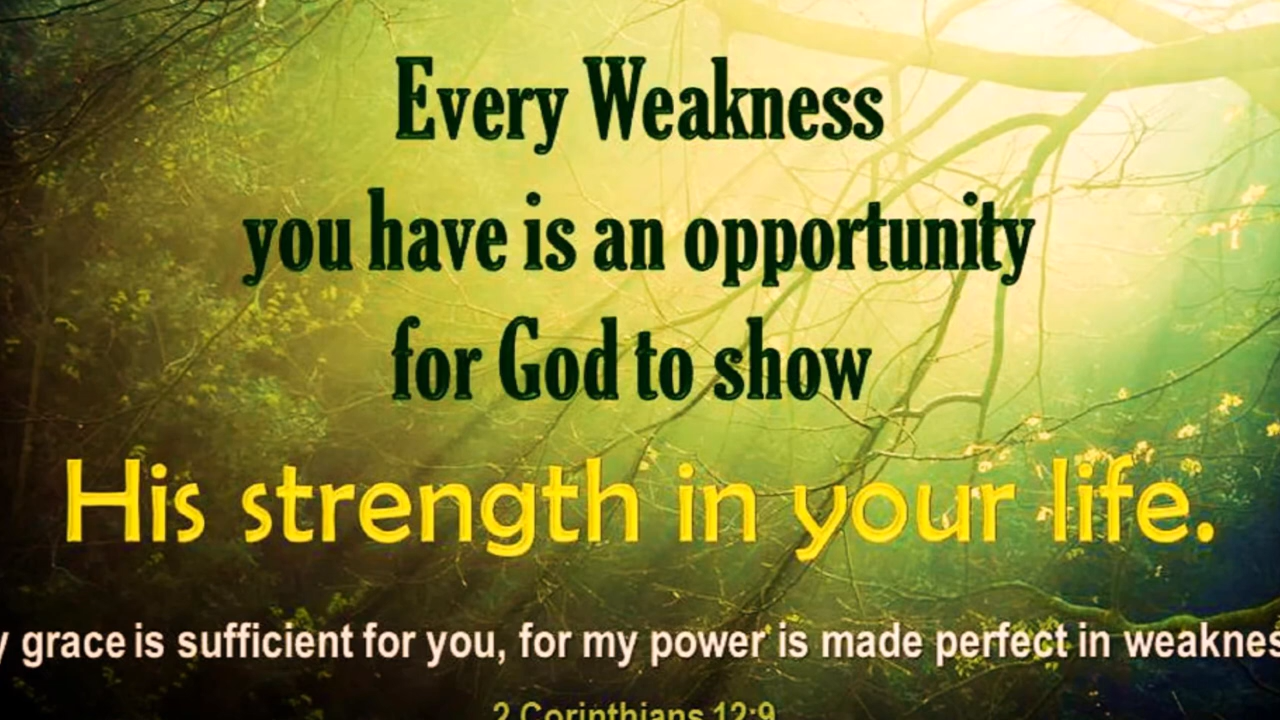 Every Weakness
you have is an opportunity
for God to show
His strength in your life.
y grace is sufficient for you, for my power is made perfect in weaknes
2 Corinthians 12:9